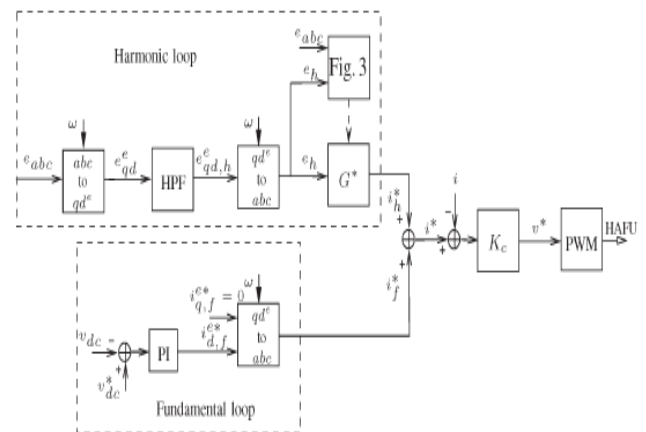 Harmonic loop
e_abc
e_h
Fig. 3
ω
ω
e_abc
abc
to
qd^e
e^e_qd
HPF
e^e_qd,h
qd^e
to
abc
e_h
G*
i*_h
+
i*
+
i
-
K_c
v*
PWM
HAFU
+
i*_f
i^e*_q,f = 0
ω
i^e*_d,f
qd^e
to
abc
v_dc
-
+
v*_dc
PI
Fundamental loop